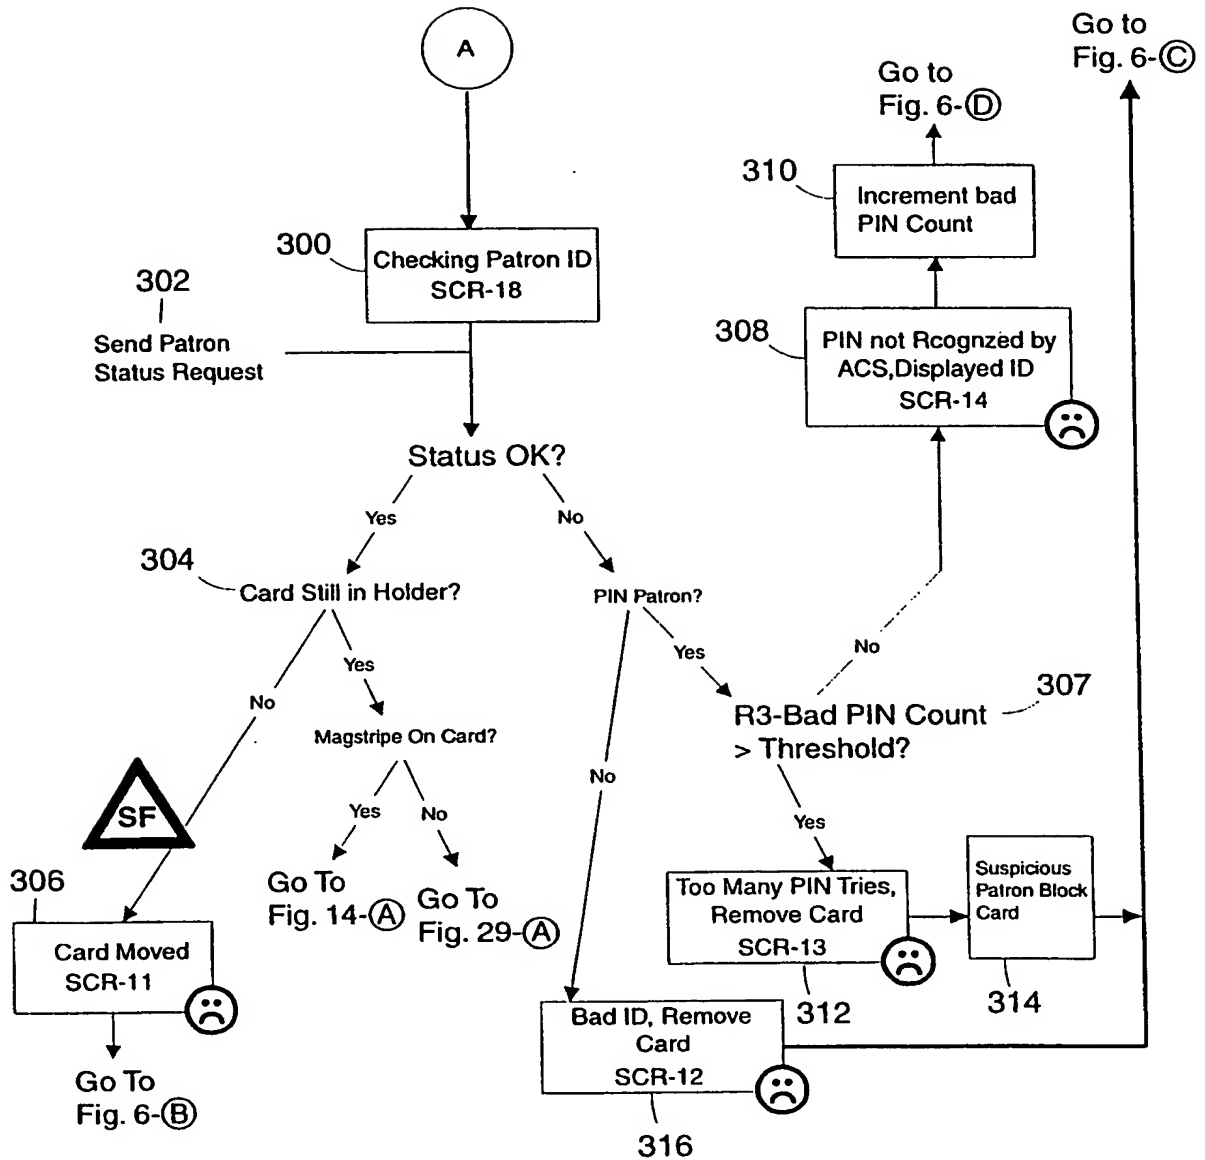 A
Go to
Fig. 6-Ⓒ
Go to
Fig. 6-Ⓓ
310
Increment bad
PIN Count
300
Checking Patron ID
SCR-18
302
Send Patron
Status Request
308
PIN not Rcognzed by
ACS,Displayed ID
SCR-14
Status OK?
Yes
No
304
Card Still in Holder?
PIN Patron?
No
Yes
Yes
No
No
R3-Bad PIN Count
> Threshold?
307
Magstripe On Card?
Yes
No
Yes
SF
Go To
Fig. 14-Ⓐ
Go To
Fig. 29-Ⓐ
306
Card Moved
SCR-11
Too Many PIN Tries,
Remove Card
SCR-13
312
Suspicious
Patron Block
Card
314
Bad ID, Remove
Card
SCR-12
316
Go To
Fig. 6-Ⓑ